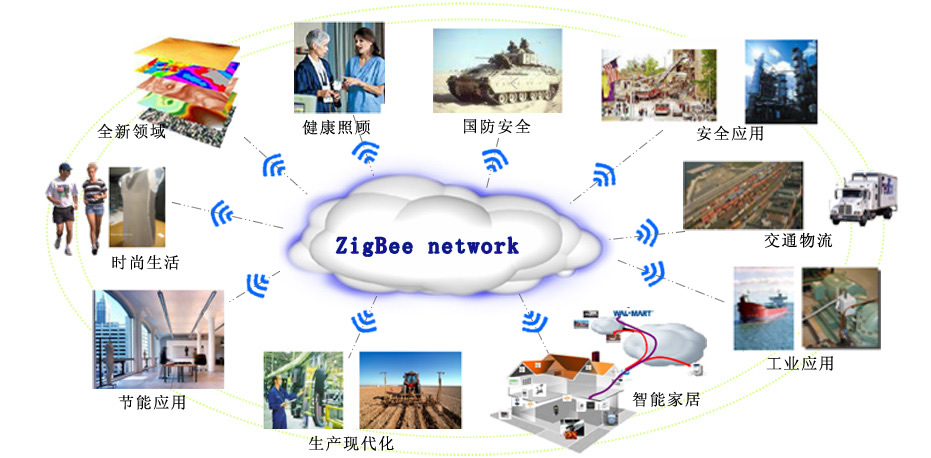 健康照顾
国防安全
全新领域
安全应用
ZigBee network
交通物流
时尚生活
WAL-MART
FedEx
工业应用
节能应用
智能家居
生产现代化